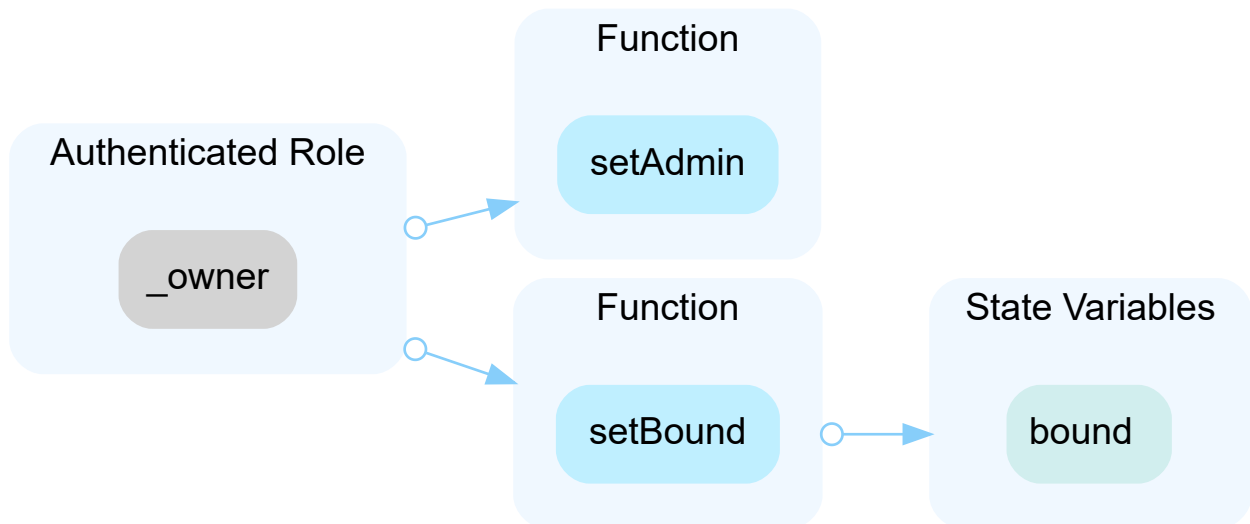 Authenticated Role
_owner
Function
setAdmin
Function
setBound
State Variables
bound